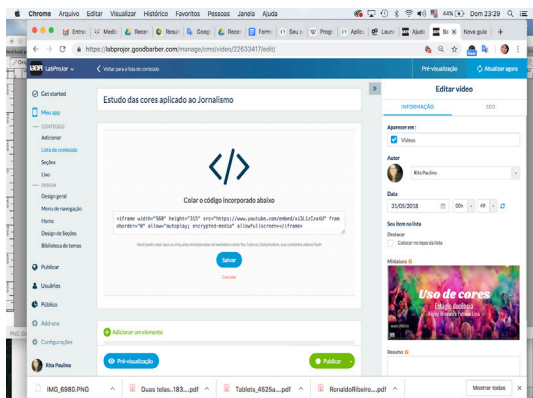 Chrome Arquivo Editar Visualizar Histórico Favoritos Pessoas Janela Ajuda
44% Dom 23:29
labprojor.goodbarber.com/manage/cms/video/22633417/edit/
LabProJor
Voltar para a lista de conteúdo
Pré-visualização
Atualizar agora
Get started
Meu app
CONTEÚDO
Adicionar
Lista de conteúdo
Seções
Live
DESIGN
Design geral
Menu de navegação
Home
Design de Seções
Biblioteca de temas
Publicar
Usuários
Público
Add-ons
Configurações
Rita Paulino
Estudo das cores aplicado ao Jornalismo
</>
Colar o código incorporado abaixo
<iframe width="560" height="315" src="https://www.youtube.com/embed/
frameborder="0" allow="autoplay; encrypted-media" allowfullscreen></iframe>
Salvar
Cancelar
Adicionar um elemento
Pré-visualização
Publicar
Editar vídeo
INFORMAÇÃO
SEO
Aparecer em :
Vídeos
Autor
Rita Paulino
Data
31/05/2018
00h
49
Seu item na lista
Destacar
Colocar no topo da lista
Miniatura
Uso de cores
Estágio docência
Resumo
IMG_6980.PNG
Duas telas..183....pdf
Tablets_4525a....pdf
RonaldoRibeiro....pdf
Mostrar todas